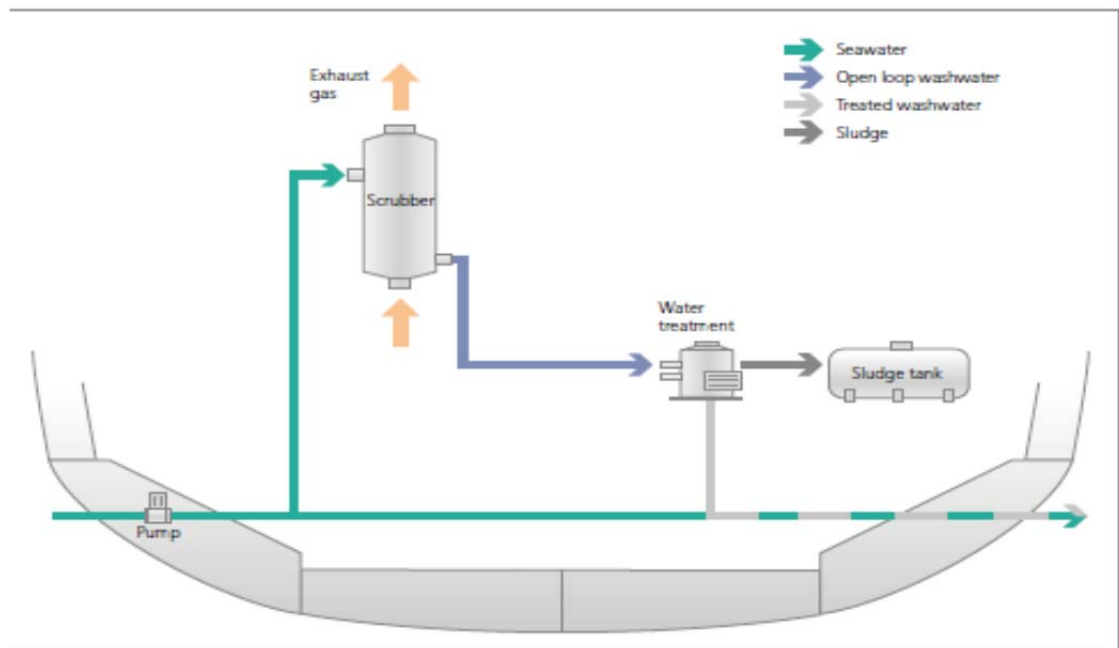 Seawater
Open loop washwater
Treated washwater
Sludge
Exhaust
gas
Scrubber
Water
treatment
Sludge tank
Pump